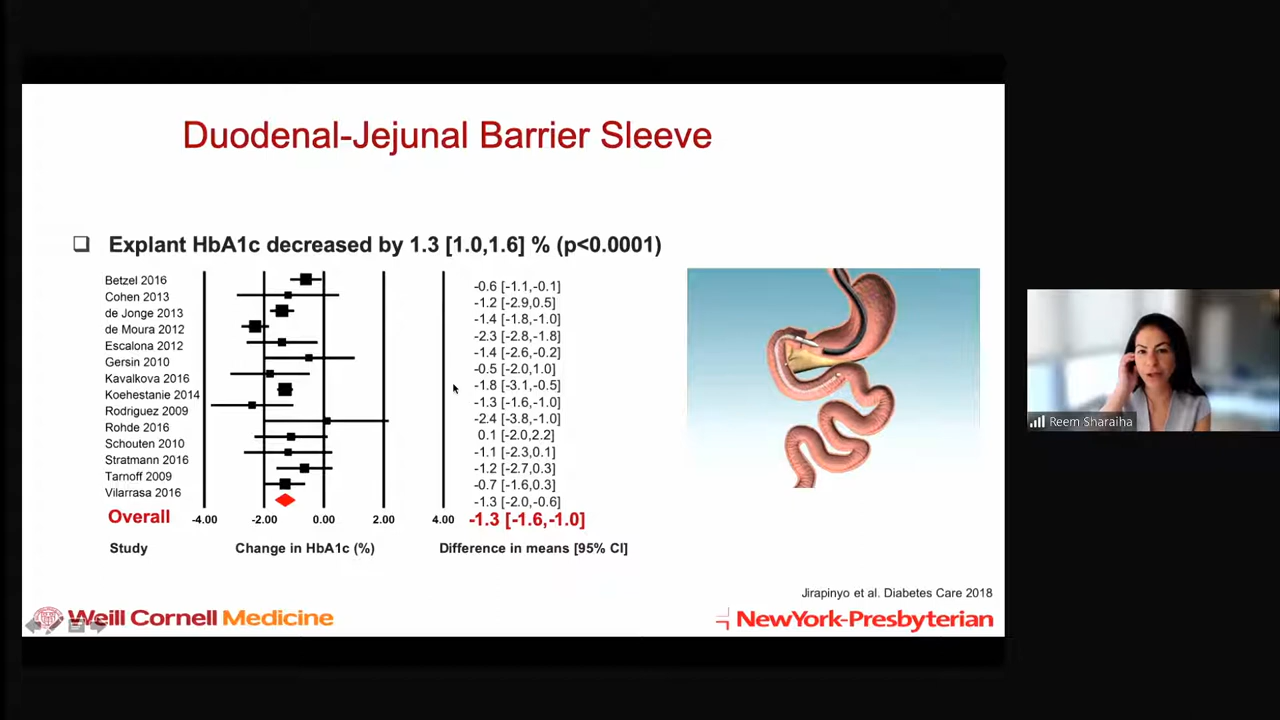 Duodenal-Jejunal Barrier Sleeve
❑ Explant HbA1c decreased by 1.3 [1.0,1.6] % (p<0.0001)
Betzel 2016 -0.6 [-1.1,-0.1]
Cohen 2013 -1.2 [-2.9,0.5]
de Jonge 2013 -1.4 [-1.8,-1.0]
de Moura 2012 -2.3 [-2.8,-1.8]
Escalona 2012 -1.4 [-2.6,-0.2]
Gersin 2010 -0.5 [-2.0,1.0]
Kavalkova 2016 -1.8 [-3.1,-0.5]
Koehestanie 2014 -1.3 [-1.6,-1.0]
Rodriguez 2009 -2.4 [-3.8,-1.0]
Rohde 2016 0.1 [-2.0,2.2]
Schouten 2010 -1.1 [-2.3,0.1]
Stratmann 2016 -1.2 [-2.7,0.3]
Tarnoff 2009 -0.7 [-1.6,0.3]
Vilarrasa 2016 -1.3 [-2.0,-0.6]
Overall -4.00 -2.00 0.00 2.00 4.00 -1.3 [-1.6,-1.0]
Study Change in HbA1c (%) Difference in means [95% CI]
Jirapinyo et al. Diabetes Care 2018
Weill Cornell Medicine
NewYork-Presbyterian
Reem Sharaiha